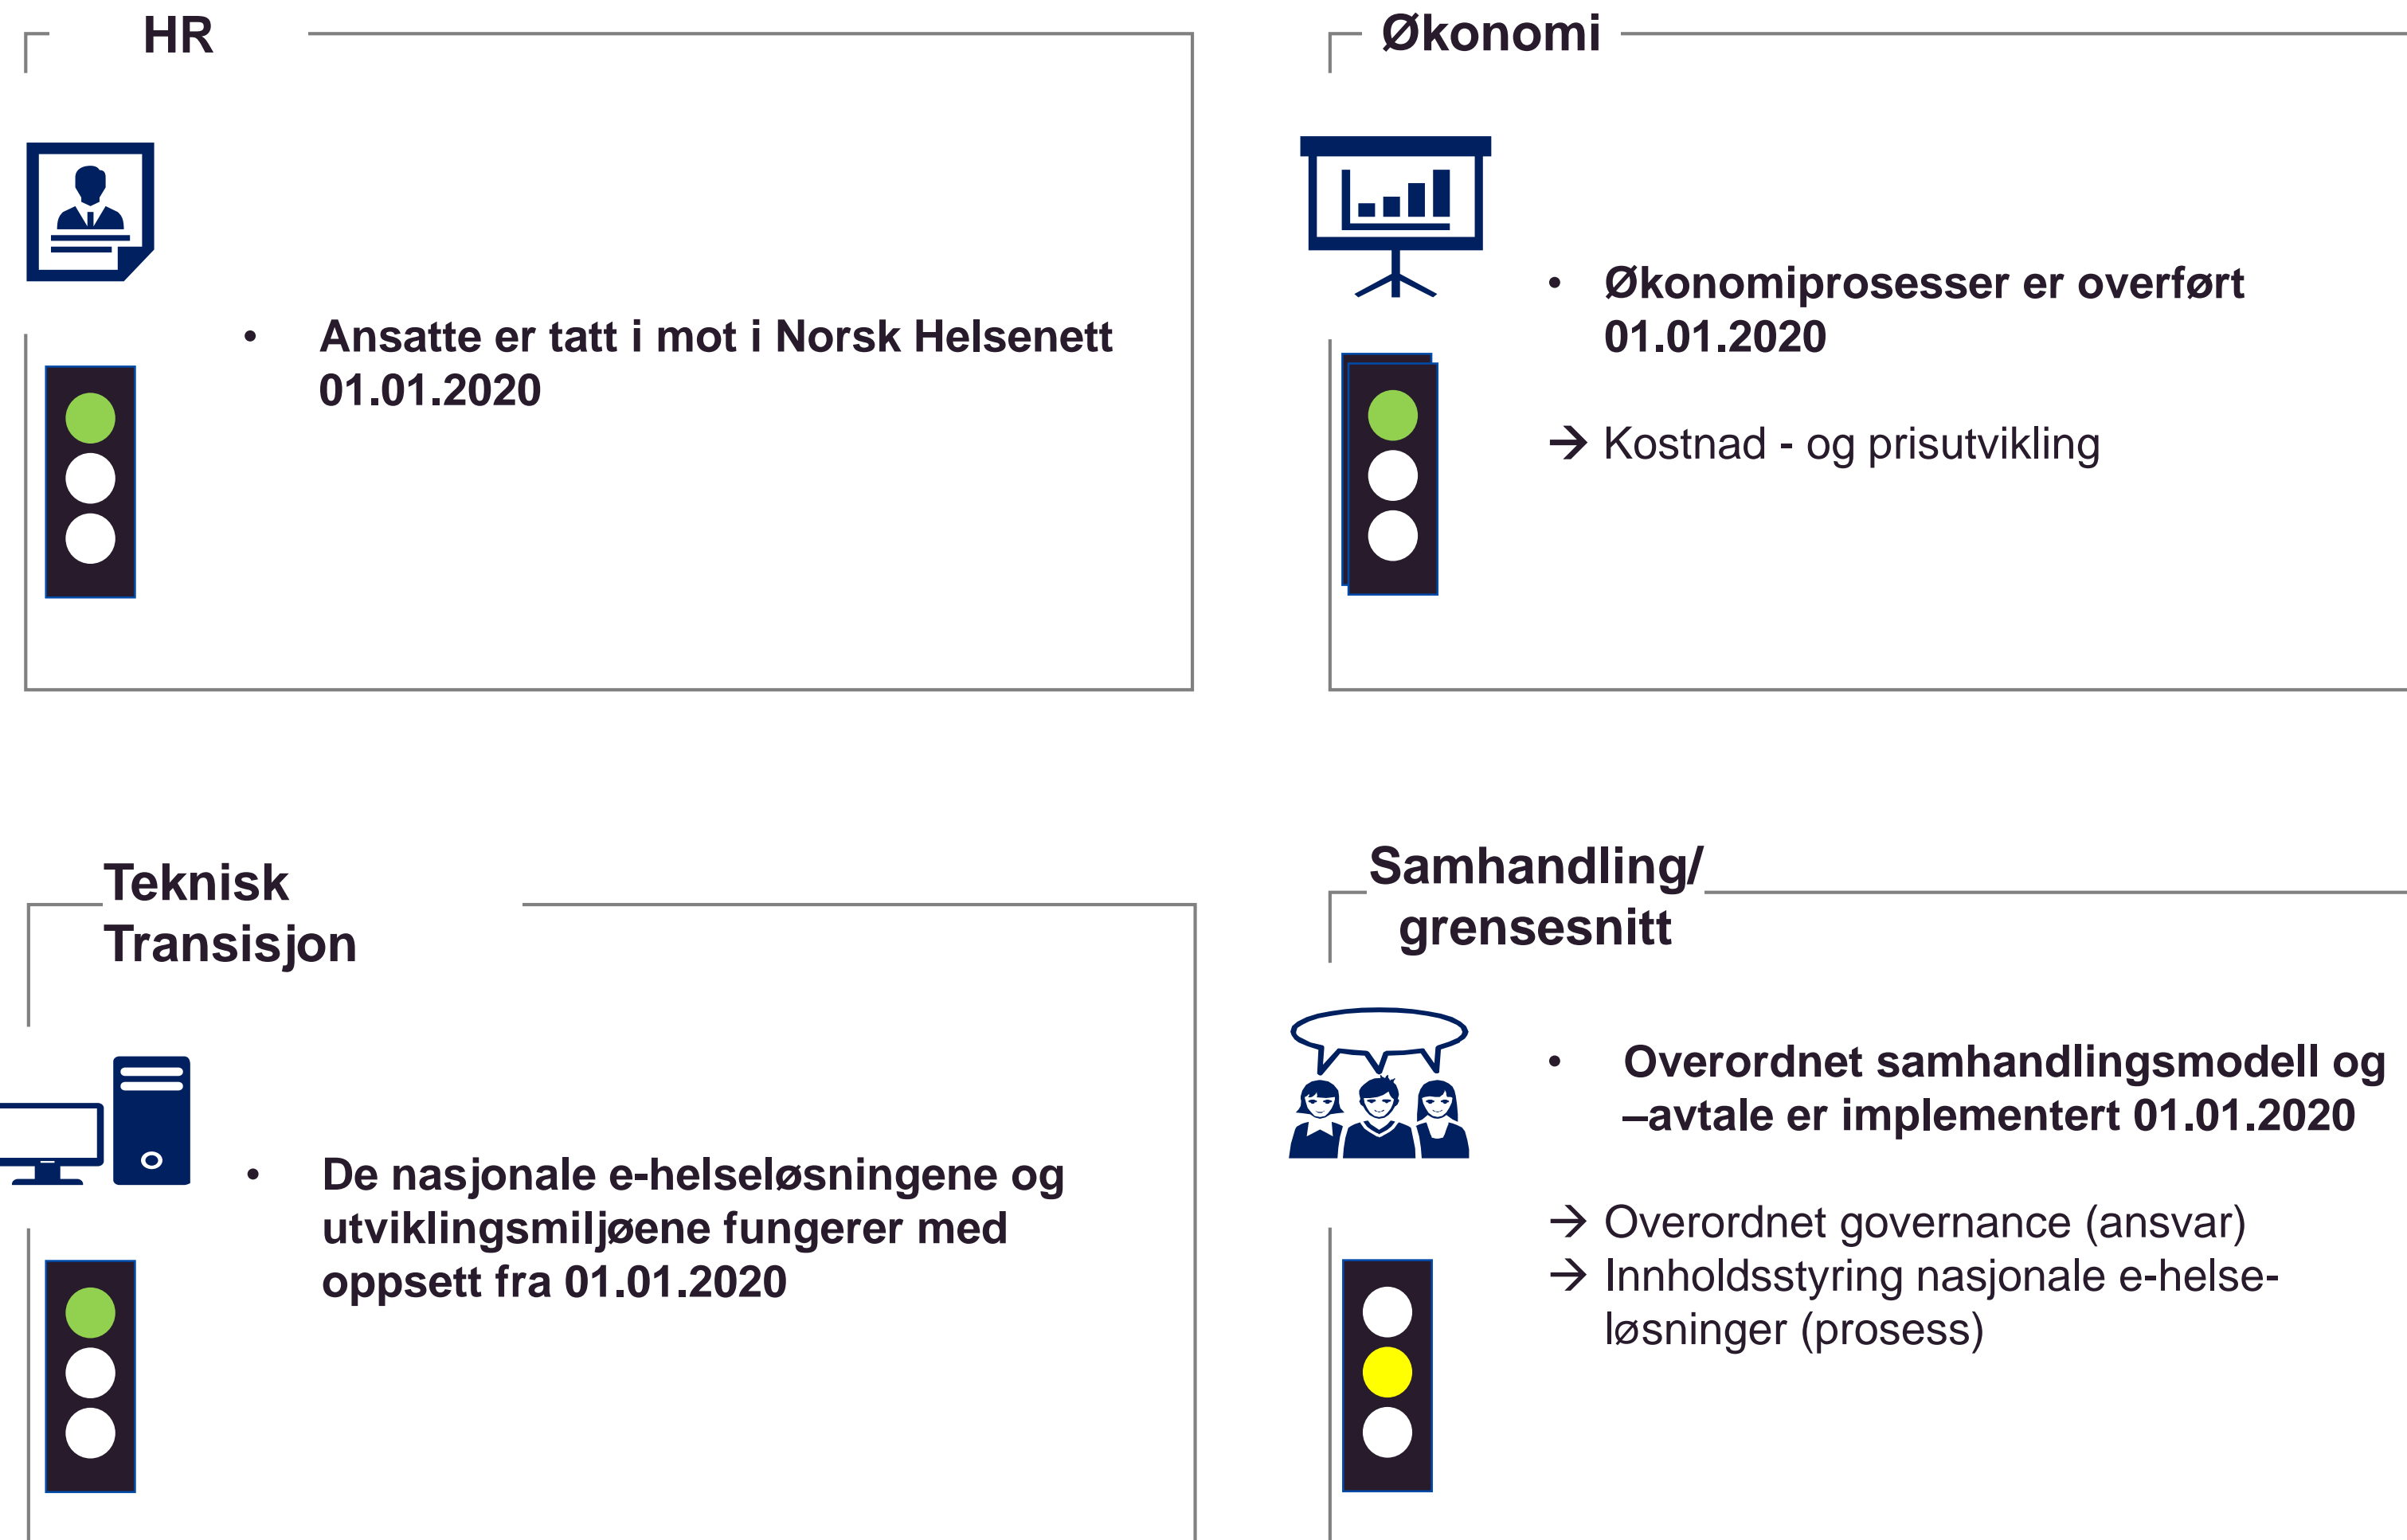 HR
• Ansatte er tatt i mot i Norsk Helsenett
01.01.2020
Økonomi
• Økonomiprosesser er overført
01.01.2020
→ Kostnad - og prisutvikling
Teknisk
Transisjon
• De nasjonale e-helseløsningene og
utviklingsmiljøene fungerer med
oppsett fra 01.01.2020
Samhandling/
grensesnitt
• Overordnet samhandlingsmodell og
–avtale er implementert 01.01.2020
→ Overordnet governance (ansvar)
→ Innholdsstyring nasjonale e-helse-
løsninger (prosess)